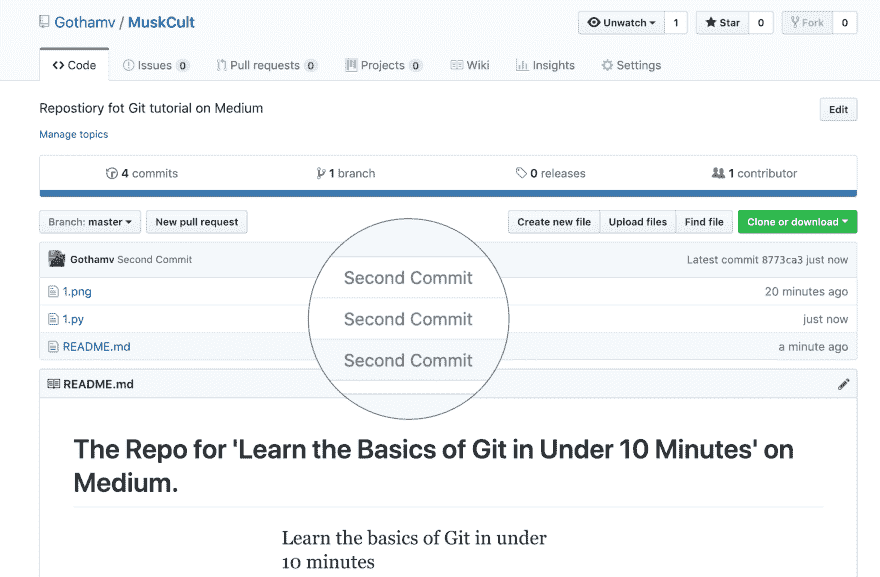 Gothamv / MuskCult
Unwatch 1 Star 0 Fork 0
Code Issues 0 Pull requests 0 Projects 0 Wiki Insights Settings
Repostiory fot Git tutorial on Medium Edit
Manage topics
4 commits 1 branch 0 releases 1 contributor
Branch: master New pull request Create new file Upload files Find file Clone or download
Gothamv Second Commit Latest commit 8773ca3 just now
1.png Second Commit 20 minutes ago
1.py Second Commit just now
README.md Second Commit a minute ago
README.md
The Repo for 'Learn the Basics of Git in Under 10 Minutes' on
Medium.
Learn the basics of Git in under
10 minutes